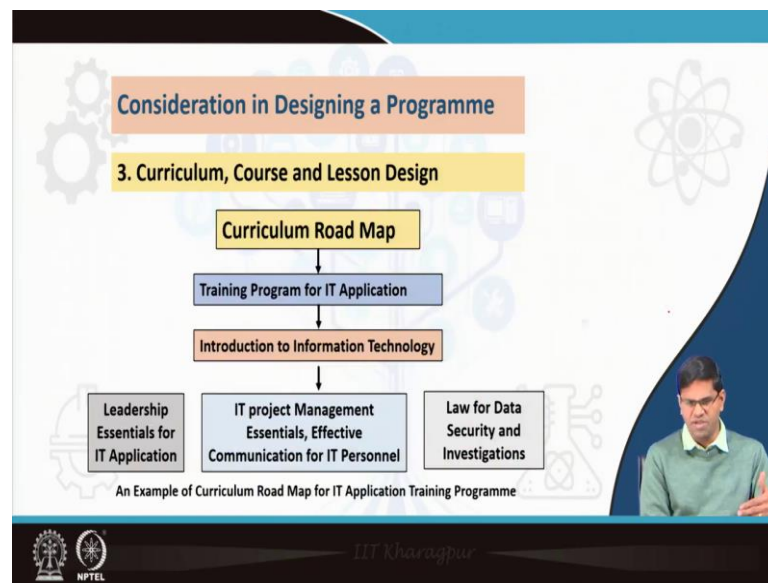 Consideration in Designing a Programme
3. Curriculum, Course and Lesson Design
Curriculum Road Map
Training Program for IT Application
Introduction to Information Technology
Leadership
Essentials for
IT Application
IT project Management
Essentials, Effective
Communication for IT Personnel
Law for Data
Security and
Investigations
An Example of Curriculum Road Map for IT Application Training Programme
IIT Kharagpur
NPTEL